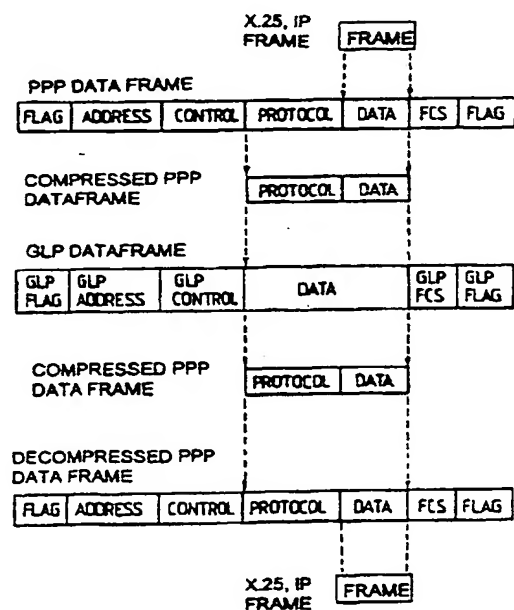 X.25, IP
FRAME
FRAME
PPP DATA FRAME
FLAG ADDRESS CONTROL PROTOCOL DATA FCS FLAG
COMPRESSED PPP
DATAFRAME
PROTOCOL DATA
GLP DATAFRAME
GLP FLAG GLP ADDRESS GLP CONTROL DATA GLP FCS GLP FLAG
COMPRESSED PPP
DATA FRAME
PROTOCOL DATA
DECOMPRESSED PPP
DATA FRAME
FLAG ADDRESS CONTROL PROTOCOL DATA FCS FLAG
X.25, IP
FRAME
FRAME